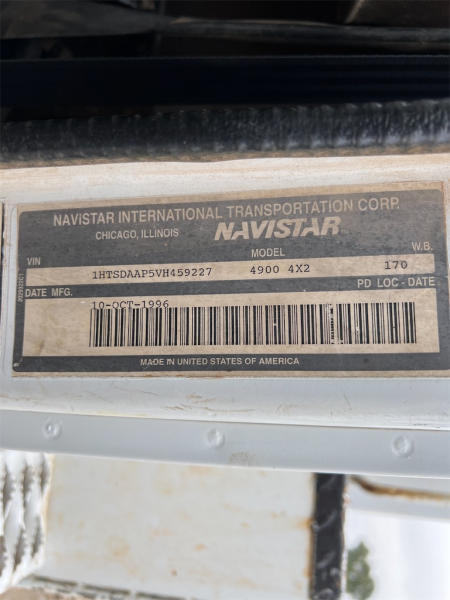 NAVISTAR INTERNATIONAL TRANSPORTATION CORP.
CHICAGO, ILLINOIS NAVISTAR
VIN MODEL W.B.
1HTSDAAP5VH459227 4900 4X2 170
DATE MFG. PD LOC - DATE
10-OCT-1996
MADE IN UNITED STATES OF AMERICA